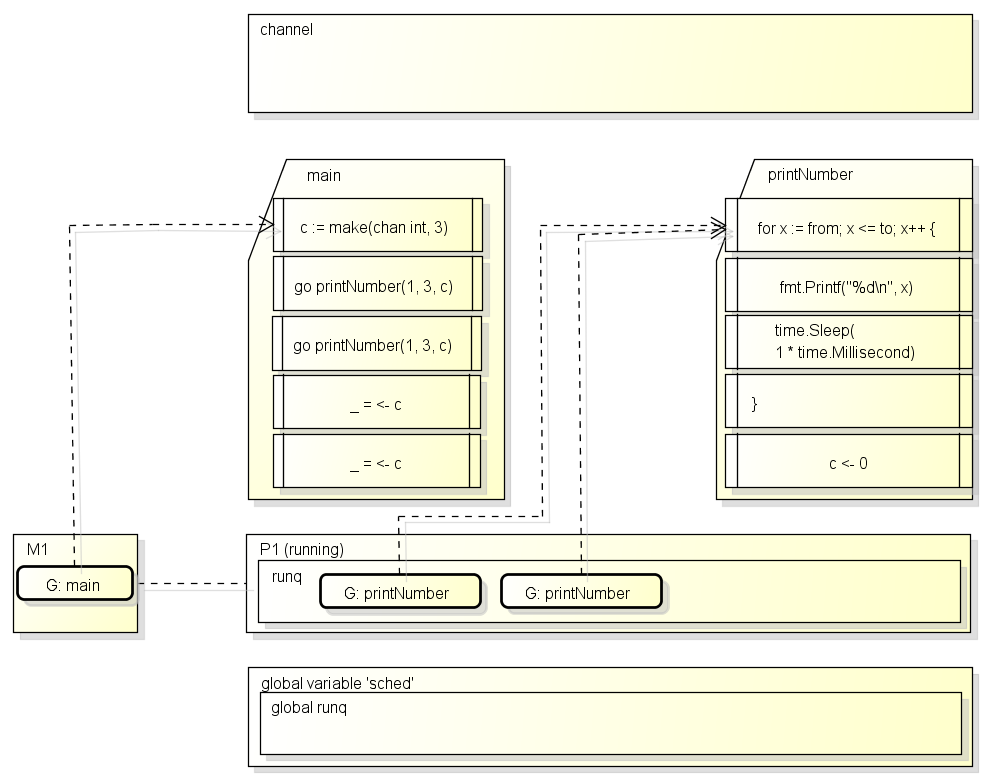 channel
main
c := make(chan int, 3)
go printNumber(1, 3, c)
go printNumber(1, 3, c)
_ = <- c
_ = <- c
printNumber
for x := from; x <= to; x++ {
fmt.Printf("%d\n", x)
time.Sleep(
1 * time.Millisecond)
}
c <- 0
M1
G: main
P1 (running)
runq
G: printNumber
G: printNumber
global variable 'sched'
global runq